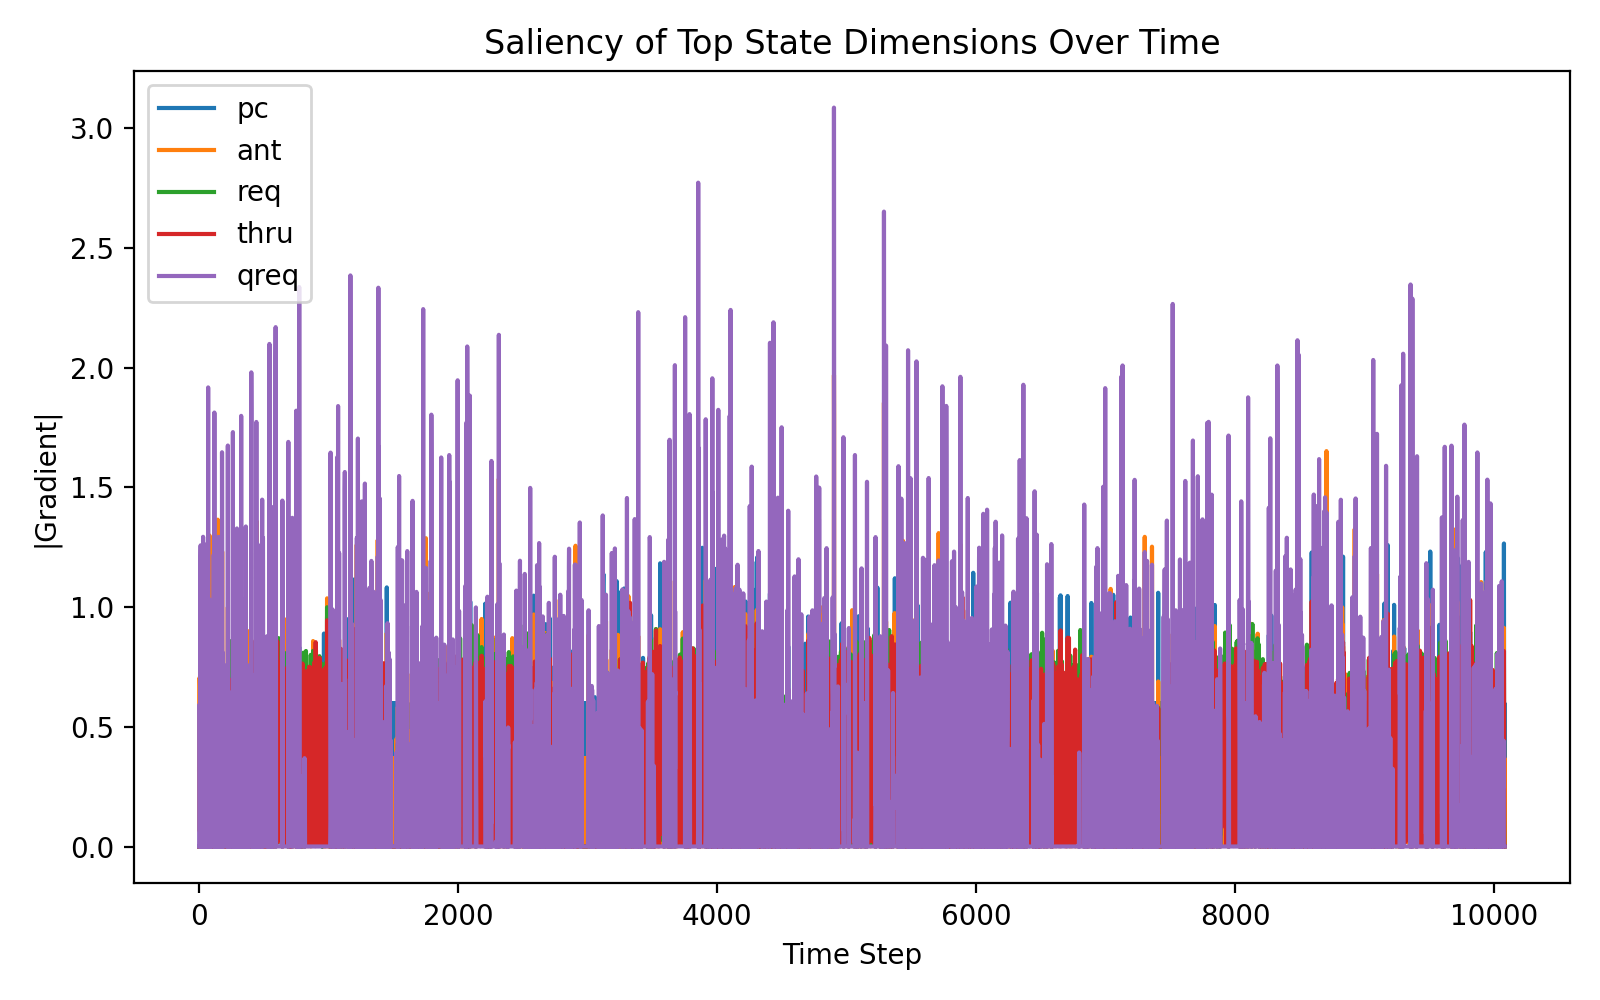 Saliency of Top State Dimensions Over Time
pc
ant
req
thru
qreq
|Gradient|
3.0
2.5
2.0
1.5
1.0
0.5
0.0
0 2000 4000 6000 8000 10000
Time Step